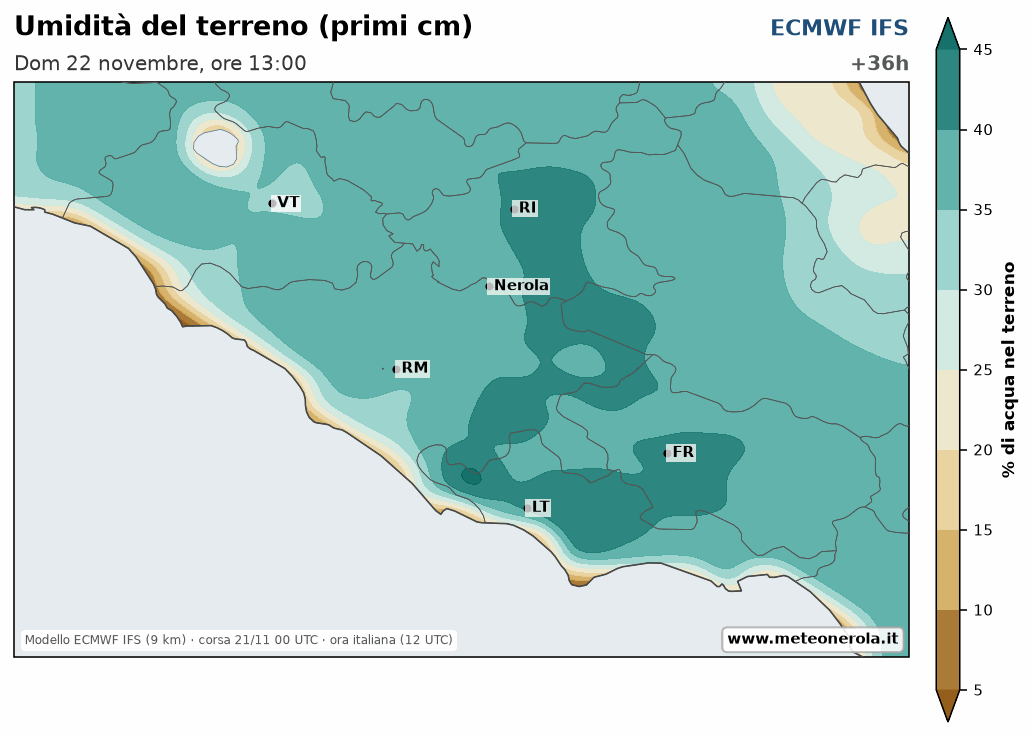 Umidità del terreno (primi cm)
ECMWF IFS
Dom 22 novembre, ore 13:00
+36h
45
40
35
30
25
20
15
10
5
% di acqua nel terreno
VT
RI
Nerola
RM
FR
LT
Modello ECMWF IFS (9 km) · corsa 21/11 00 UTC · ora italiana (12 UTC)
www.meteonerola.it